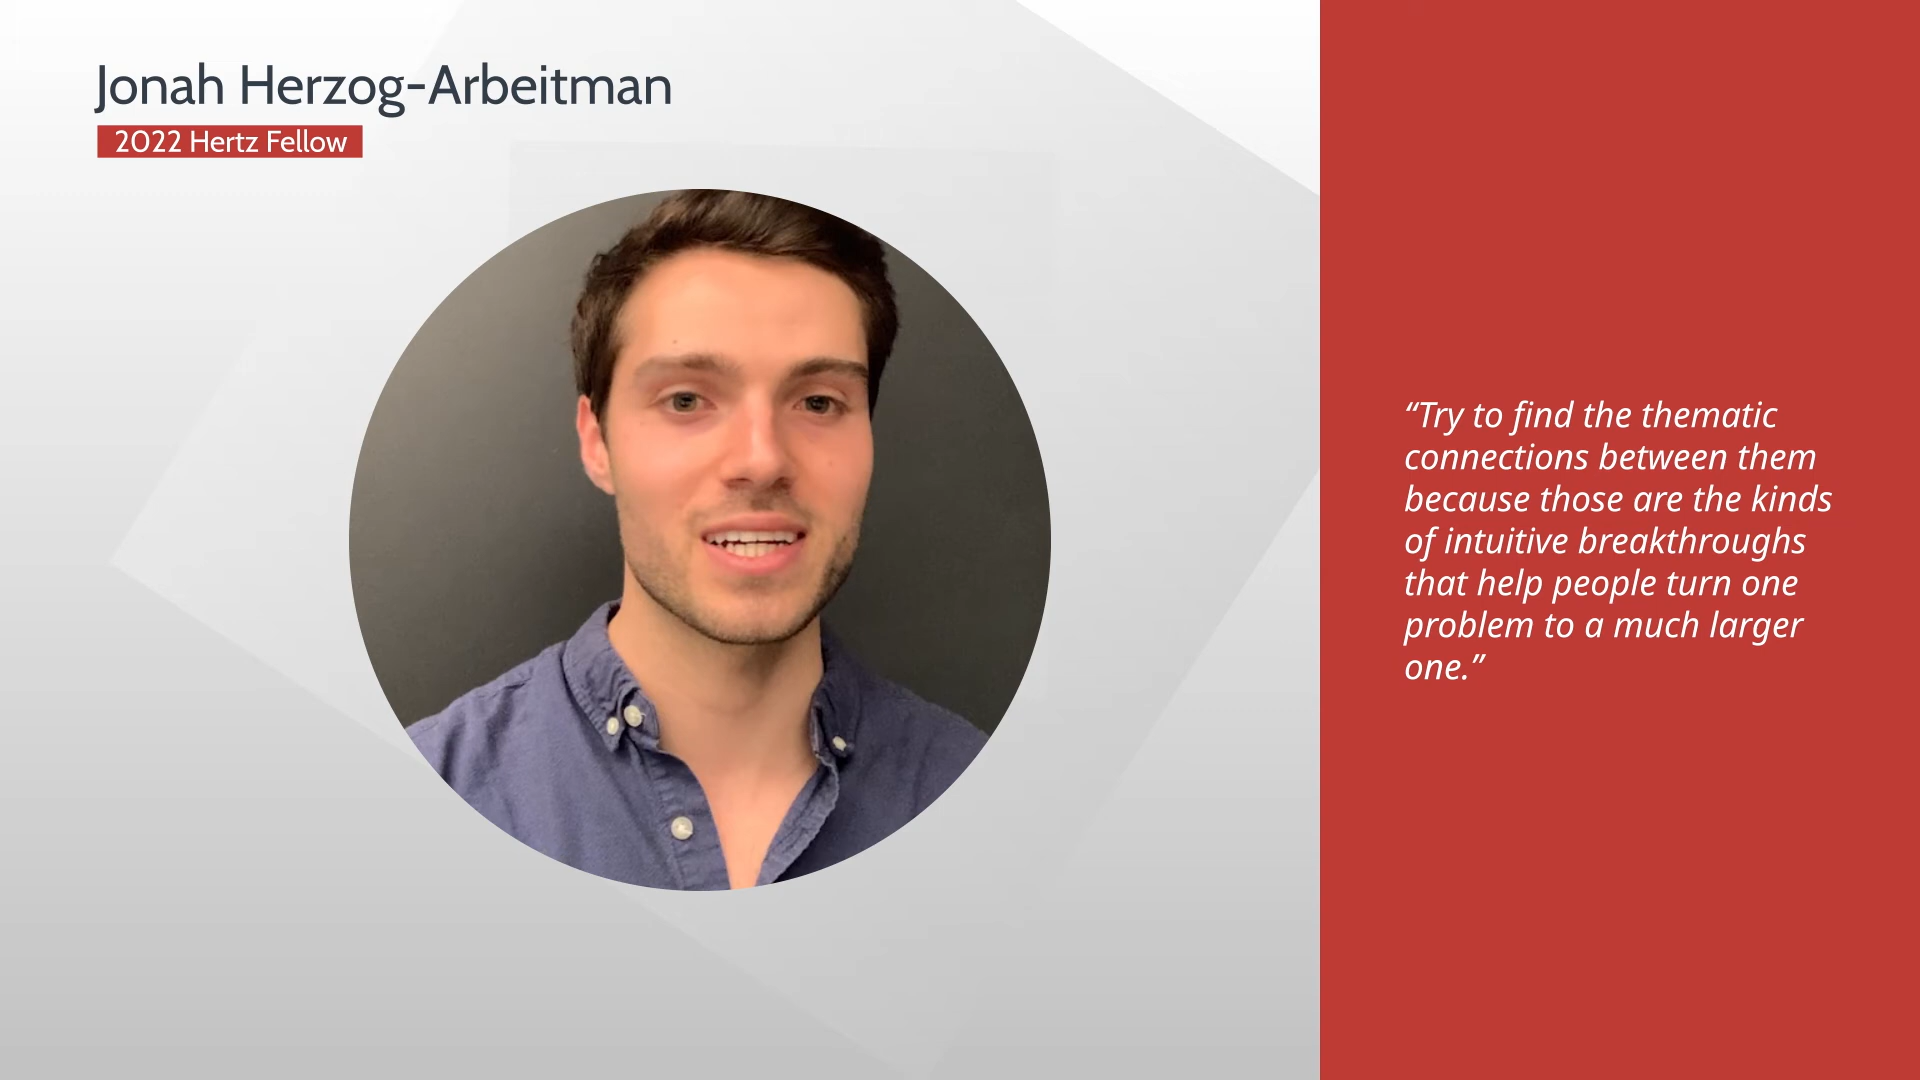 Jonah Herzog-Arbeitman
2022 Hertz Fellow
“Try to find the thematic
connections between them
because those are the kinds
of intuitive breakthroughs
that help people turn one
problem to a much larger
one.”